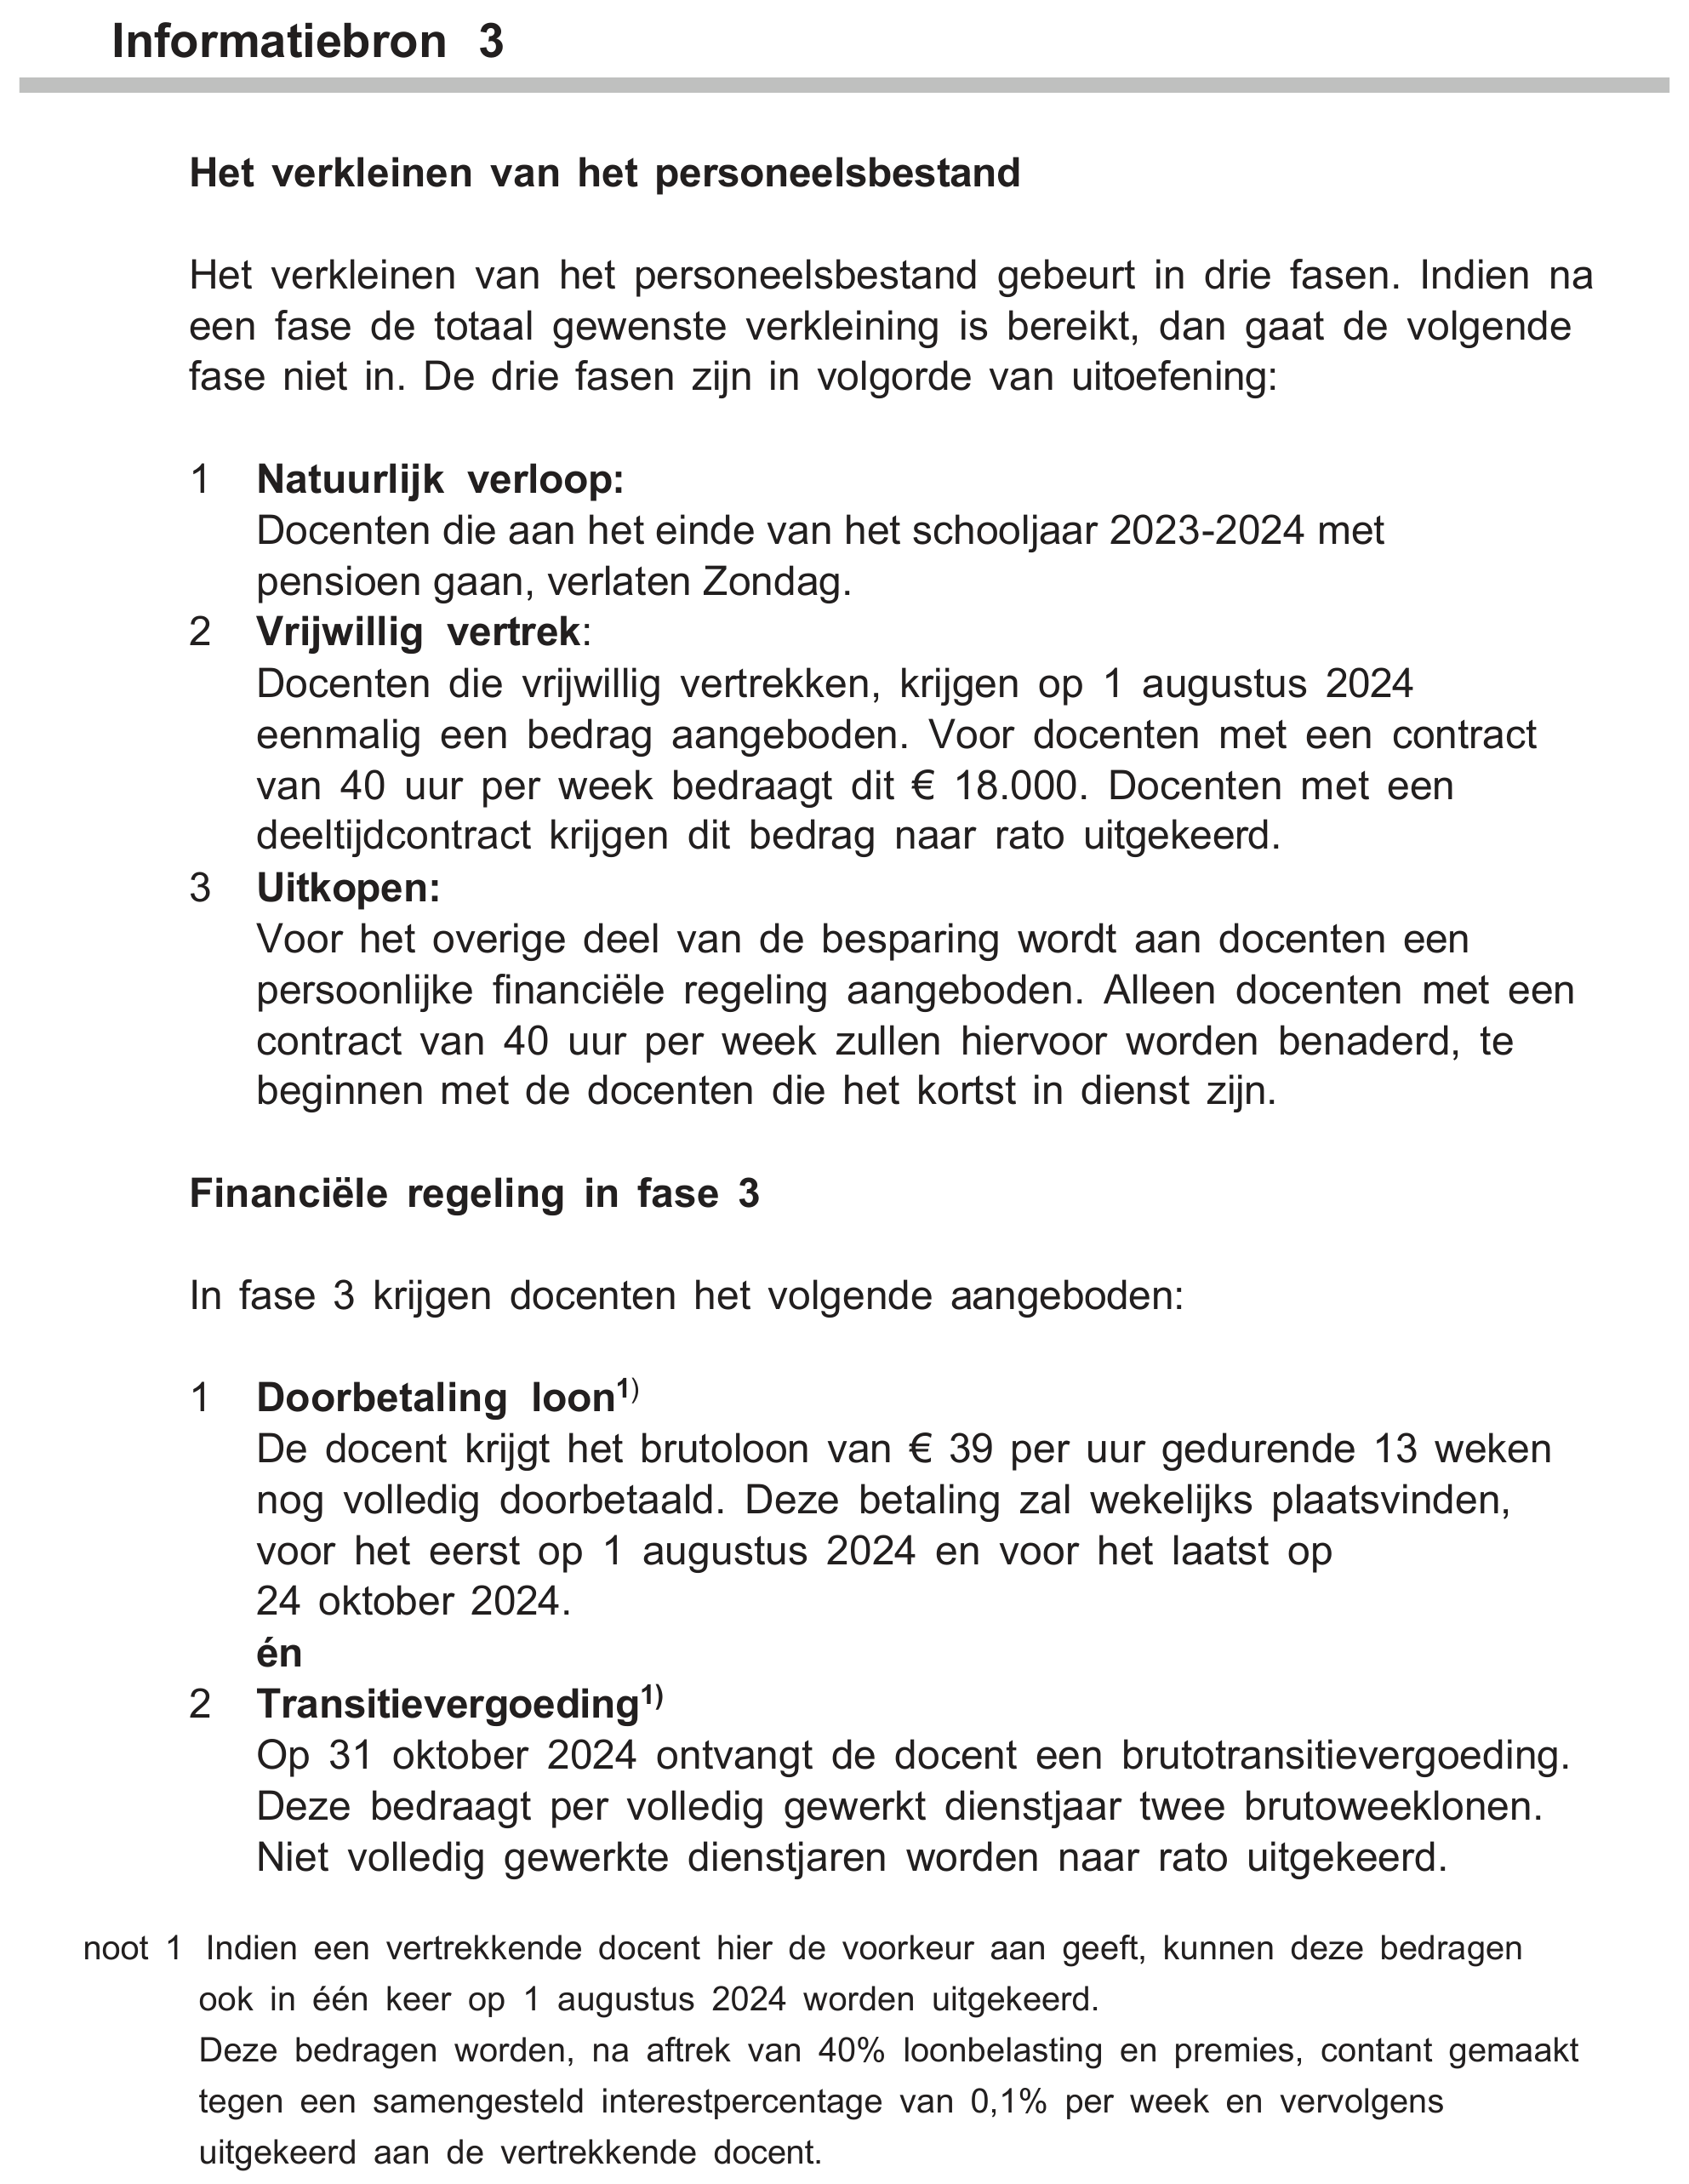 Informatiebron 3
Het verkleinen van het personeelsbestand
Het verkleinen van het personeelsbestand gebeurt in drie fasen. Indien na
een fase de totaal gewenste verkleining is bereikt, dan gaat de volgende
fase niet in. De drie fasen zijn in volgorde van uitoefening:
1 Natuurlijk verloop:
Docenten die aan het einde van het schooljaar 2023-2024 met
pensioen gaan, verlaten Zondag.
2 Vrijwillig vertrek:
Docenten die vrijwillig vertrekken, krijgen op 1 augustus 2024
eenmalig een bedrag aangeboden. Voor docenten met een contract
van 40 uur per week bedraagt dit € 18.000. Docenten met een
deeltijdcontract krijgen dit bedrag naar rato uitgekeerd.
3 Uitkopen:
Voor het overige deel van de besparing wordt aan docenten een
persoonlijke financiële regeling aangeboden. Alleen docenten met een
contract van 40 uur per week zullen hiervoor worden benaderd, te
beginnen met de docenten die het kortst in dienst zijn.
Financiële regeling in fase 3
In fase 3 krijgen docenten het volgende aangeboden:
1 Doorbetaling loon1)
De docent krijgt het brutoloon van € 39 per uur gedurende 13 weken
nog volledig doorbetaald. Deze betaling zal wekelijks plaatsvinden,
voor het eerst op 1 augustus 2024 en voor het laatst op
24 oktober 2024.
én
2 Transitievergoeding1)
Op 31 oktober 2024 ontvangt de docent een brutotransitievergoeding.
Deze bedraagt per volledig gewerkt dienstjaar twee brutoweeklonen.
Niet volledig gewerkte dienstjaren worden naar rato uitgekeerd.
noot 1 Indien een vertrekkende docent hier de voorkeur aan geeft, kunnen deze bedragen
ook in één keer op 1 augustus 2024 worden uitgekeerd.
Deze bedragen worden, na aftrek van 40% loonbelasting en premies, contant gemaakt
tegen een samengesteld interestpercentage van 0,1% per week en vervolgens
uitgekeerd aan de vertrekkende docent.